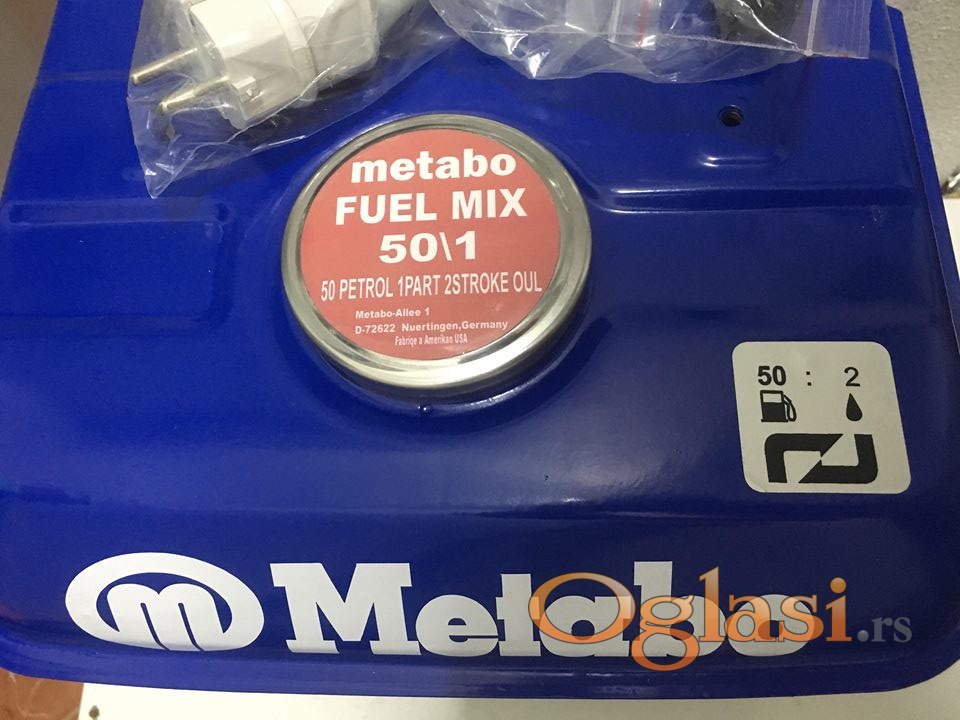 metabo
FUEL MIX
50\1
50 PETROL 1PART 2STROKE OUL
Metabo-Allee 1
D-72622 Nuertingen,Germany
Fabriqe a Amerikan USA
50 : 2
m Metabo
Oglasi.rs